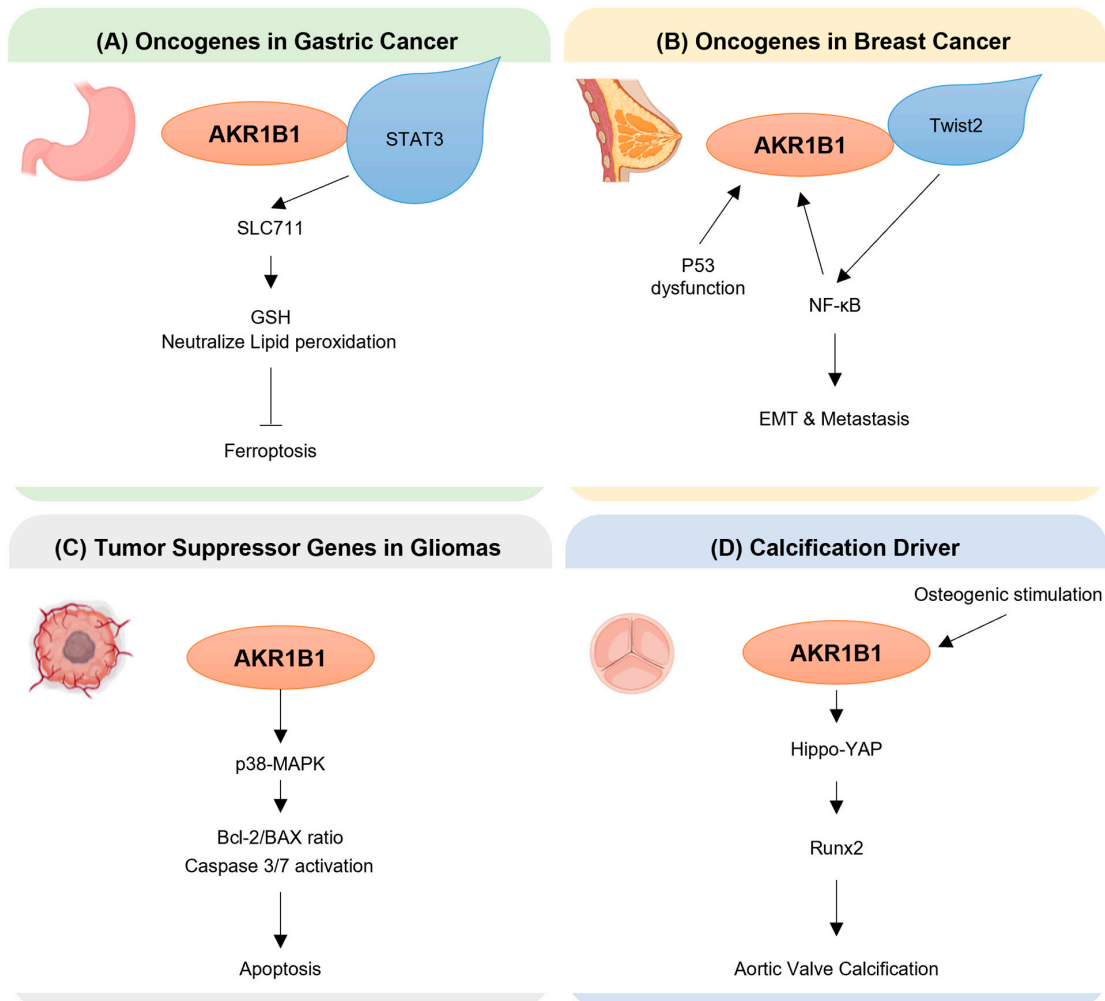 (A) Oncogenes in Gastric Cancer
AKR1B1
STAT3
SLC711
GSH
Neutralize Lipid peroxidation
Ferroptosis
(B) Oncogenes in Breast Cancer
AKR1B1
Twist2
P53
dysfunction
NF-κB
EMT & Metastasis
(C) Tumor Suppressor Genes in Gliomas
AKR1B1
p38-MAPK
Bcl-2/BAX ratio
Caspase 3/7 activation
Apoptosis
(D) Calcification Driver
Osteogenic stimulation
AKR1B1
Hippo-YAP
Runx2
Aortic Valve Calcification